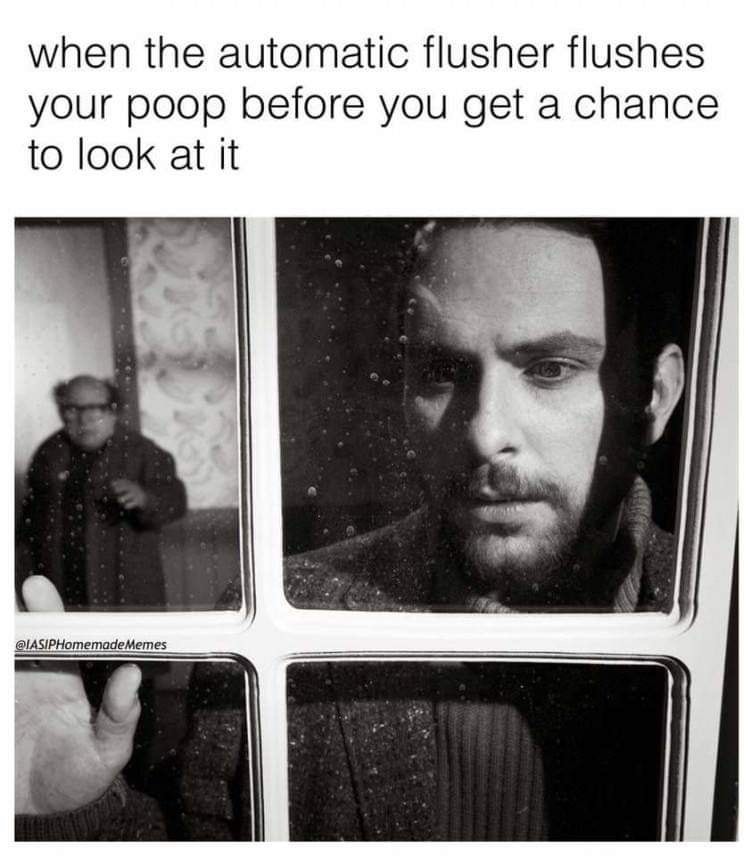 when the automatic flusher flushes
your poop before you get a chance
to look at it
@IASIPHomemadeMemes